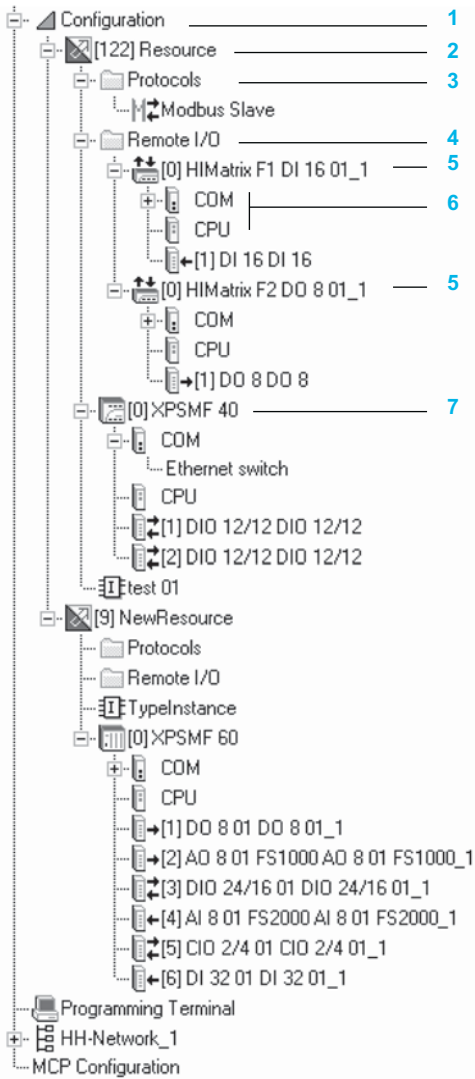 Configuration 1
[122] Resource 2
Protocols 3
Modbus Slave
Remote I/O 4
[0] HIMatrix F1 DI 16 01_1 5
COM 6
CPU
[1] DI 16 DI 16
[0] HIMatrix F2 DO 8 01_1 5
COM
CPU
[1] DO 8 DO 8
[0] XPSMF 40 7
COM
Ethernet switch
CPU
[1] DIO 12/12 DIO 12/12
[2] DIO 12/12 DIO 12/12
test 01
[9] NewResource
Protocols
Remote I/O
TypeInstance
[0] XPSMF 60
COM
CPU
[1] DO 8 01 DO 8 01_1
[2] AO 8 01 FS1000 AO 8 01 FS1000_1
[3] DIO 24/16 01 DIO 24/16 01_1
[4] AI 8 01 FS2000 AI 8 01 FS2000_1
[5] CIO 2/4 01 CIO 2/4 01_1
[6] DI 32 01 DI 32 01_1
Programming Terminal
HH-Network_1
MCP Configuration